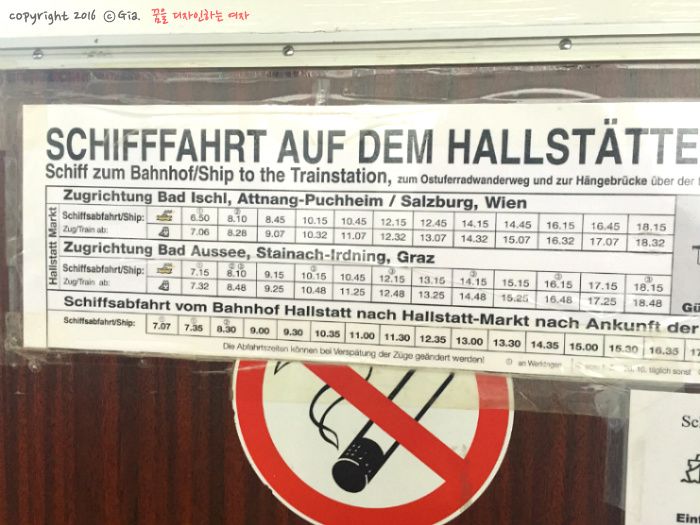 copyright 2016 ©Gia. 꿈을 디자인하는 여자
SCHIFFFAHRT AUF DEM HALLSTÄTTE
Schiff zum Bahnhof/Ship to the Trainstation, zum Ostuferradwanderweg und zur Hängebrücke über der
Hallstatt Markt
Zugrichtung Bad Ischl, Attnang-Puchheim / Salzburg, Wien
Schiffsabfahrt/Ship: 6.50 8.10 8.45 10.15 10.45 12.15 12.45 14.15 14.45 16.15 16.45 18.15
Zug/Train ab: 7.06 8.28 9.07 10.32 11.07 12.32 13.07 14.32 15.07 16.32 17.07 18.32
Zugrichtung Bad Aussee, Stainach-Irdning, Graz
Schiffsabfahrt/Ship: 7.15 8.10 9.15 10.15 10.45 12.15 13.15 14.15 15.15 16.15 17.15 18.15
Zug/Train ab: 7.32 8.48 9.25 10.48 11.25 12.48 13.25 14.48 15.25 16.48 17.25 18.48
Schiffsabfahrt vom Bahnhof Hallstatt nach Hallstatt-Markt nach Ankunft der
Schiffsabfahrt/Ship: 7.07 7.35 8.30 9.00 9.30 10.35 11.00 11.30 12.35 13.00 13.30 14.35 15.00 15.30 16.35
Die Abfahrtszeiten können bei Verspätung der Züge geändert werden! ① an Werktagen täglich sonst
Gü
Sc
Ein